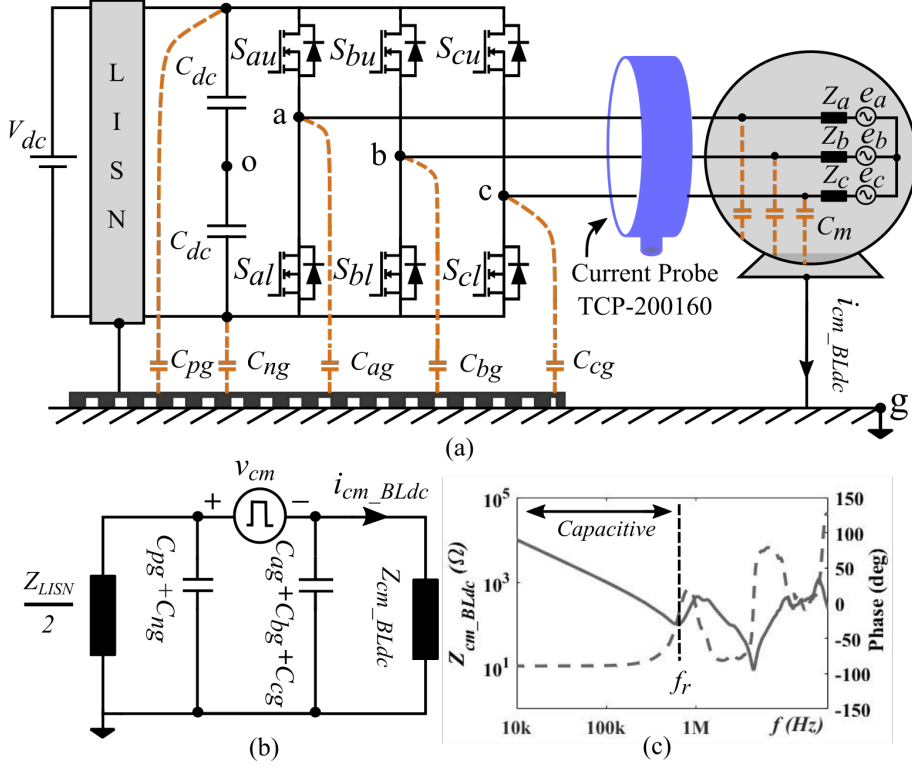 L
I
S
N
V_dc
C_dc
o
C_dc
S_au
S_bu
S_cu
a
b
c
S_al
S_bl
S_cl
Z_a e_a
Z_b e_b
Z_c e_c
C_m
Current Probe
TCP-200160
i_cm_BLdc
C_pg
C_ng
C_ag
C_bg
C_cg
g
(a)
v_cm
+ −
i_cm_BLdc
Z_LISN
2
C_pg+C_ng
C_ag+C_bg+C_cg
Z_cm_BLdc
(b)
Z_cm_BLdc (Ω)
10^5
10^3
10^1
Capacitive
f_r
150
100
50
0
-50
-100
-150
Phase (deg)
10k
100k
1M
f (Hz)
(c)